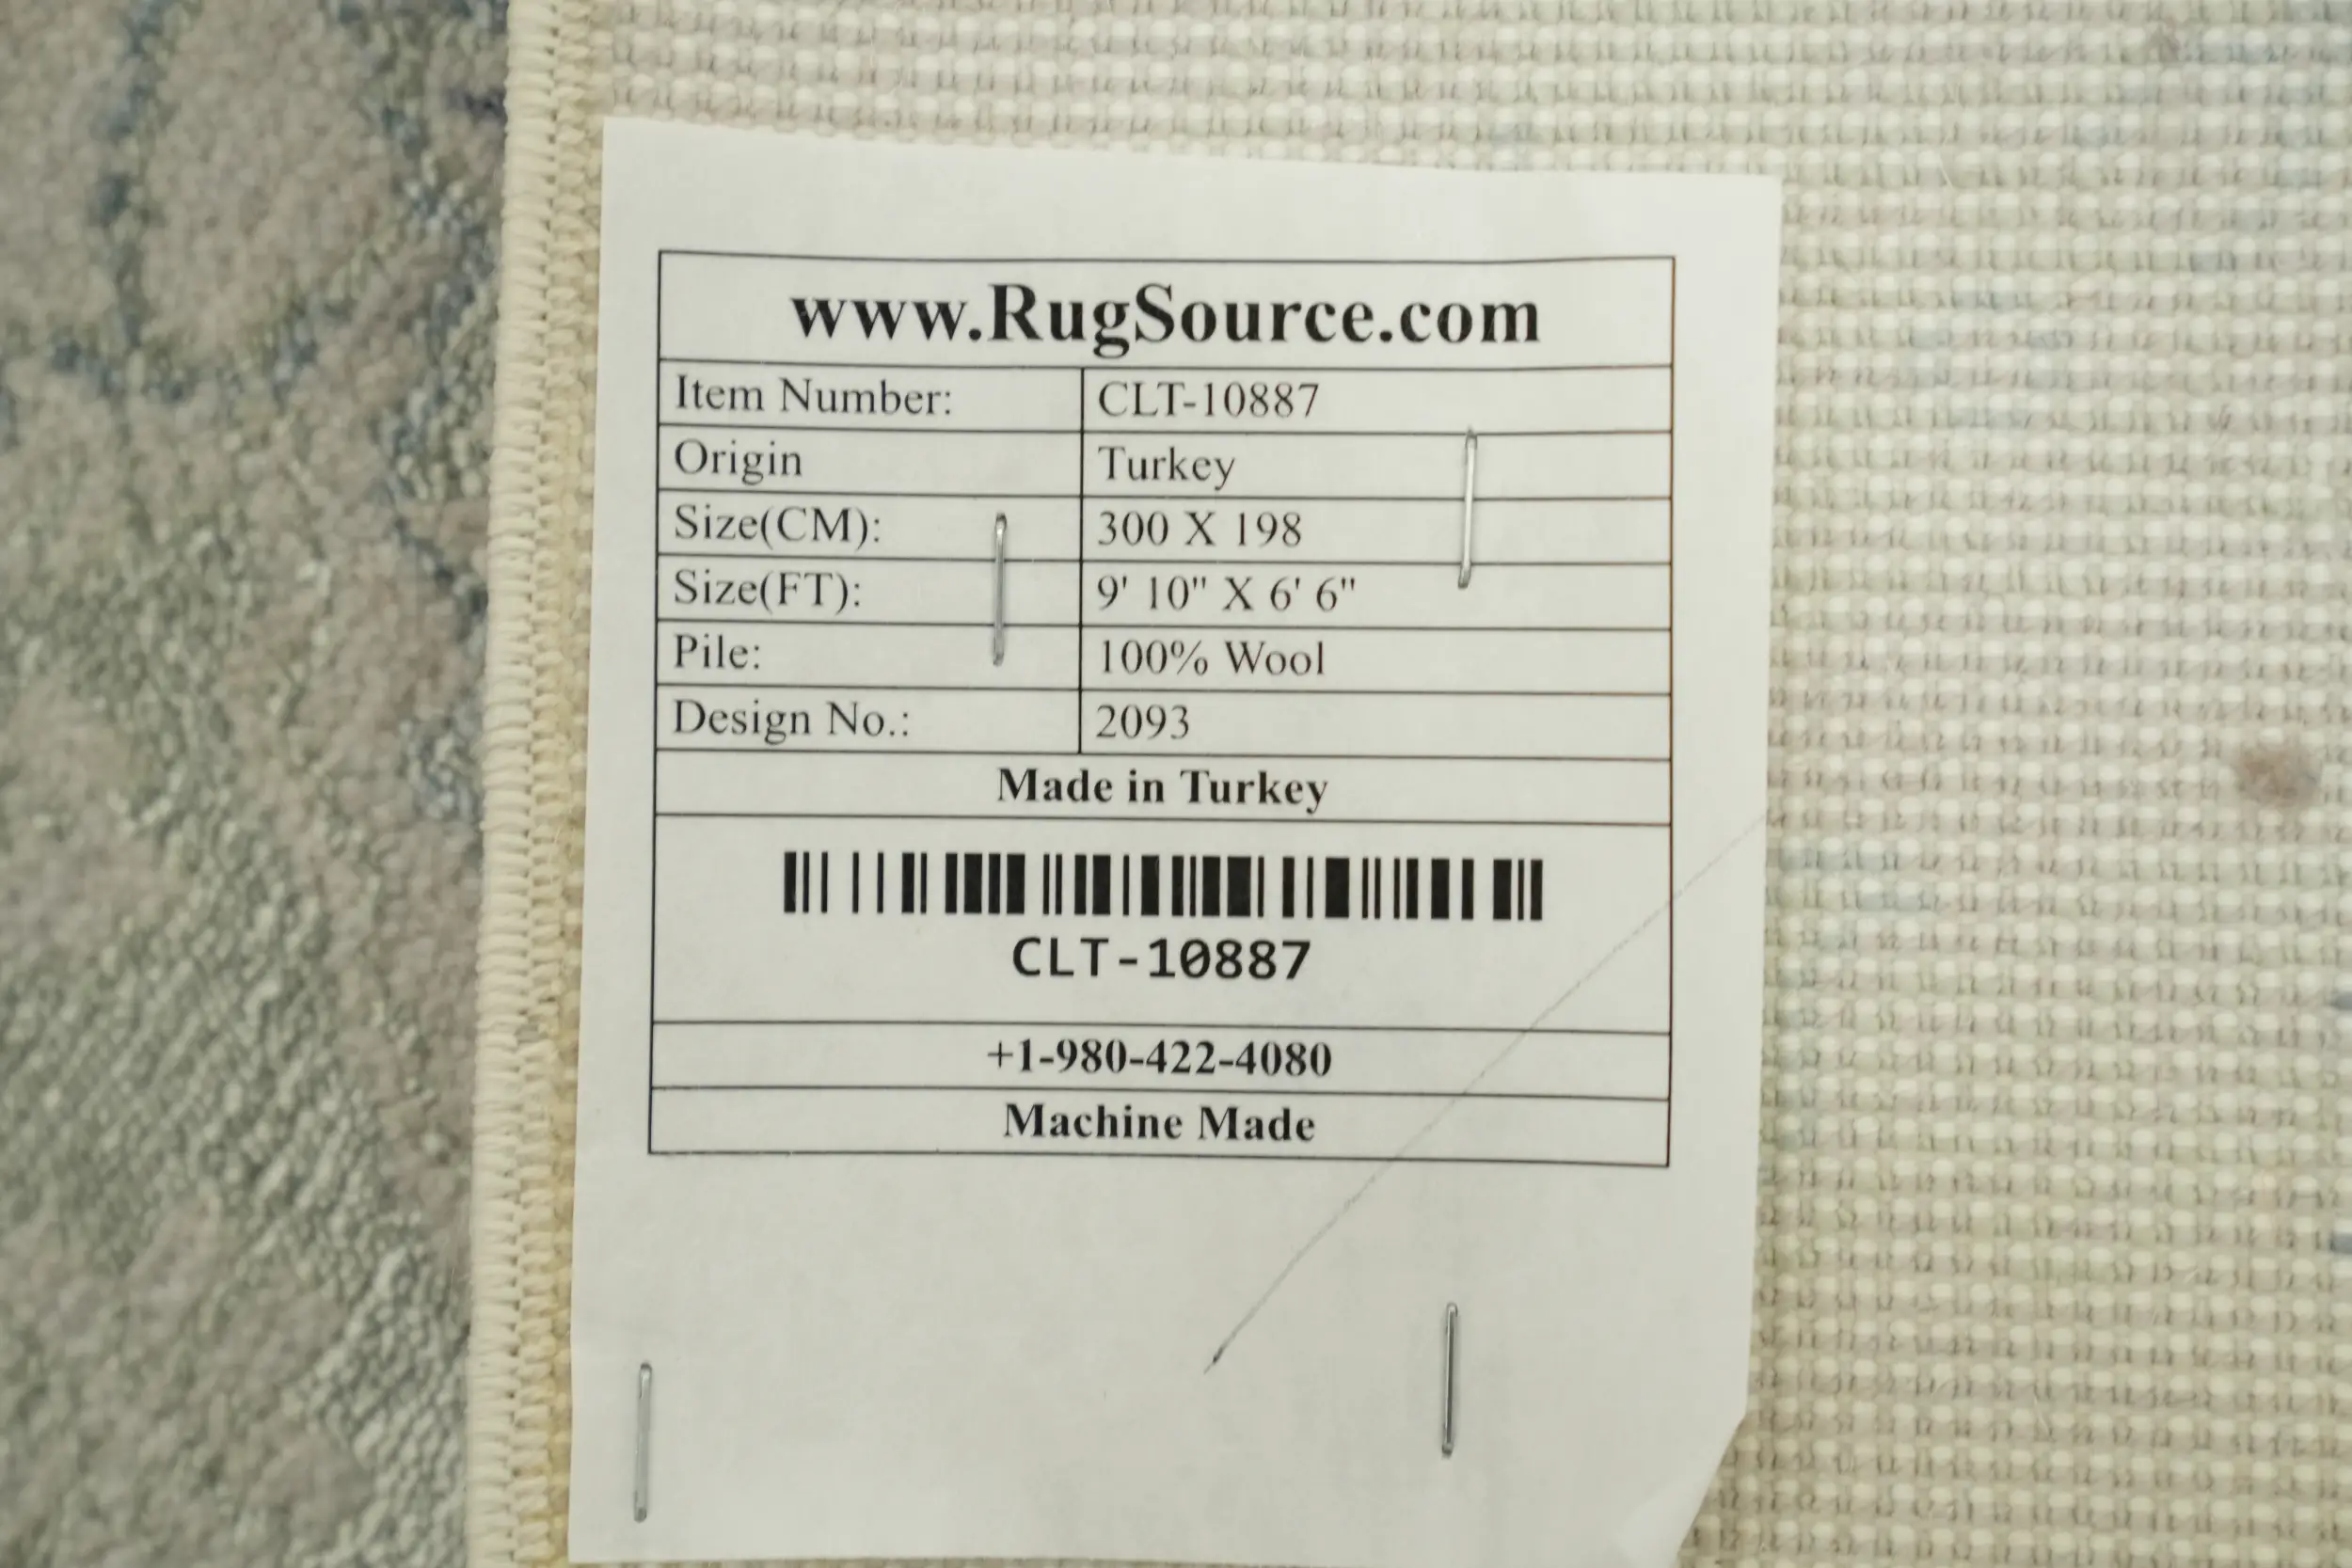 www.RugSource.com
Item Number: CLT-10887
Origin Turkey
Size(CM): 300 X 198
Size(FT): 9' 10" X 6' 6"
Pile: 100% Wool
Design No.: 2093
Made in Turkey
CLT-10887
+1-980-422-4080
Machine Made